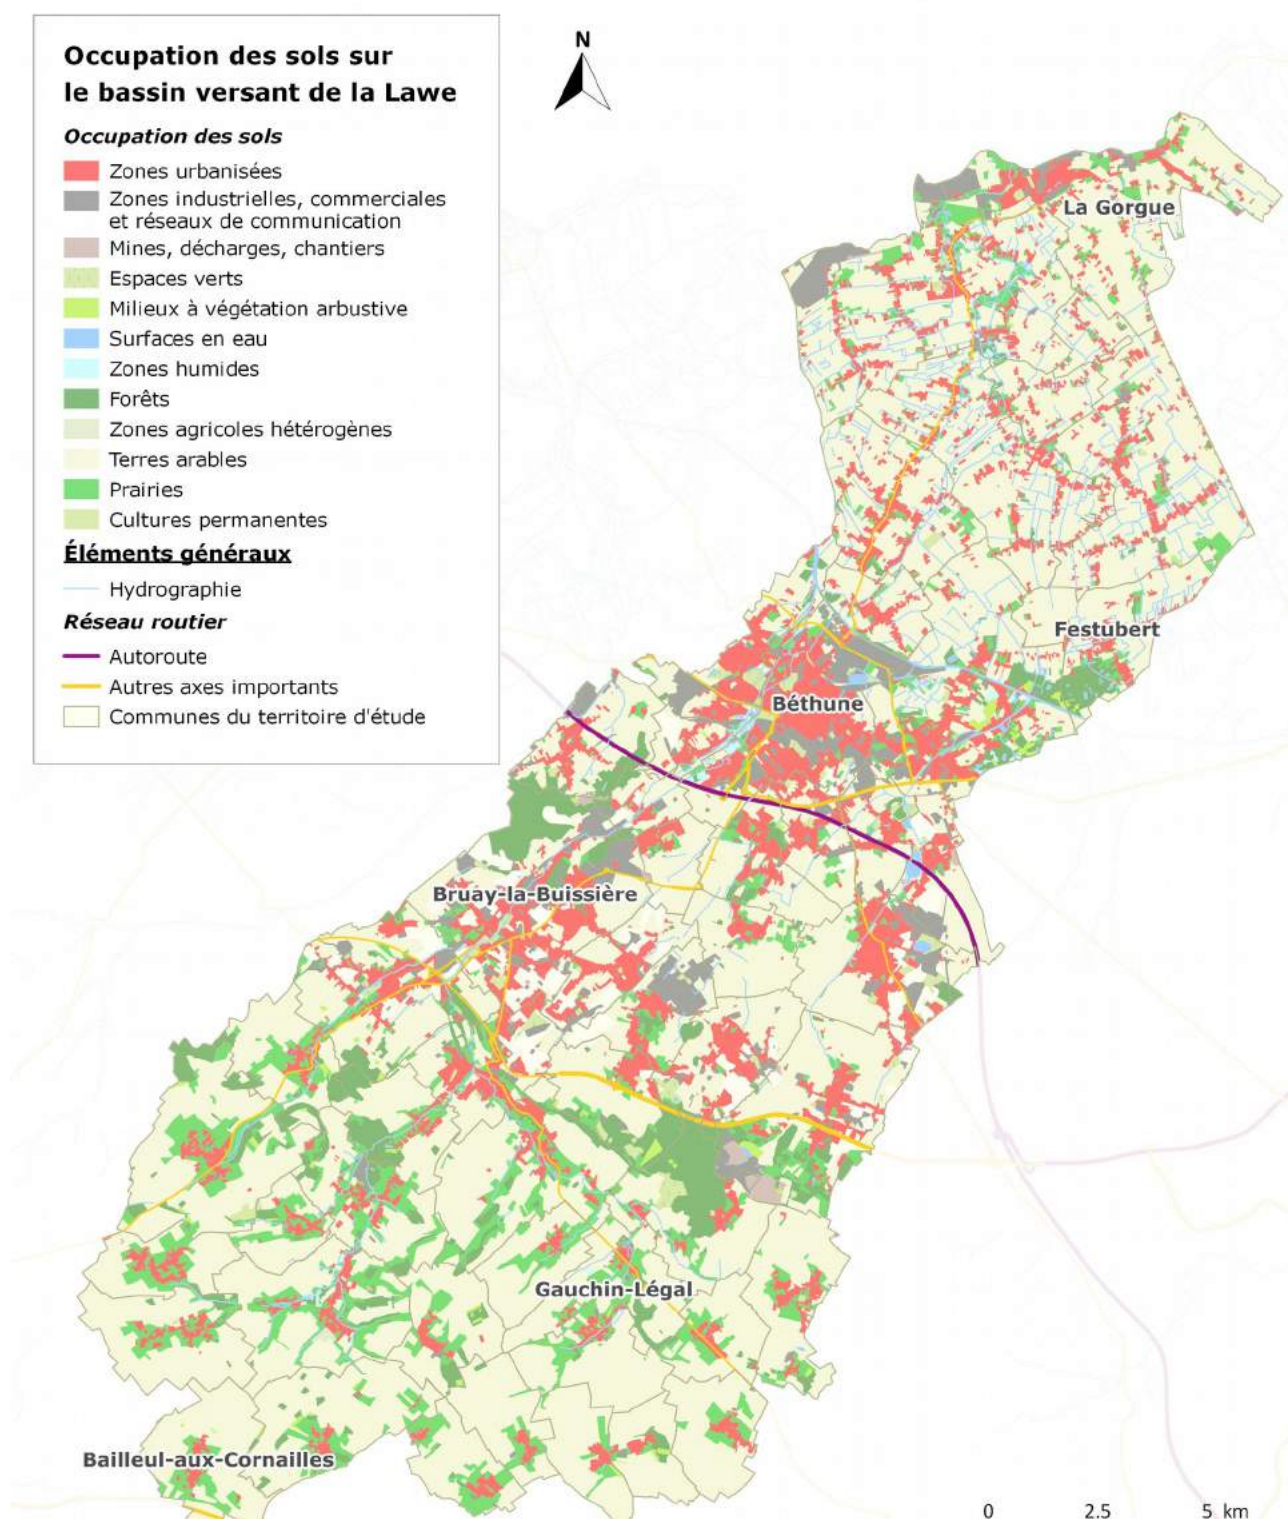 Occupation des sols sur
le bassin versant de la Lawe
Occupation des sols
Zones urbanisées
Zones industrielles, commerciales
et réseaux de communication
Mines, décharges, chantiers
Espaces verts
Milieux à végétation arbustive
Surfaces en eau
Zones humides
Forêts
Zones agricoles hétérogènes
Terres arables
Prairies
Cultures permanentes
Éléments généraux
Hydrographie
Réseau routier
Autoroute
Autres axes importants
Communes du territoire d'étude
N
La Gorgue
Festubert
Béthune
Bruay-la-Buissière
Gauchin-Légal
Bailleul-aux-Cornailles
0 2.5 5 km